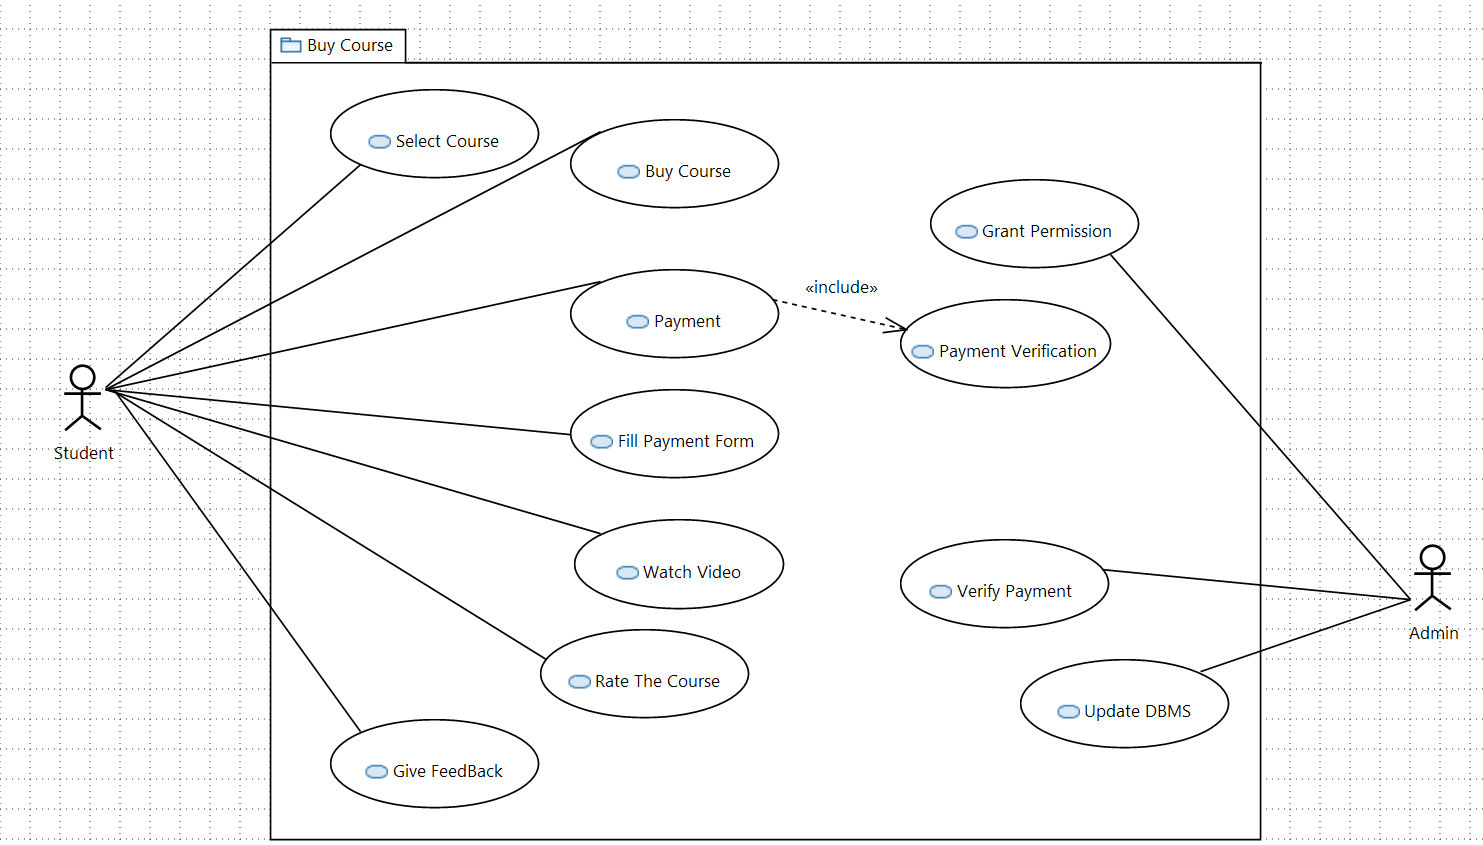 Buy Course
Select Course
Buy Course
Grant Permission
«include»
Payment
Payment Verification
Fill Payment Form
Student
Watch Video
Verify Payment
Admin
Rate The Course
Update DBMS
Give FeedBack